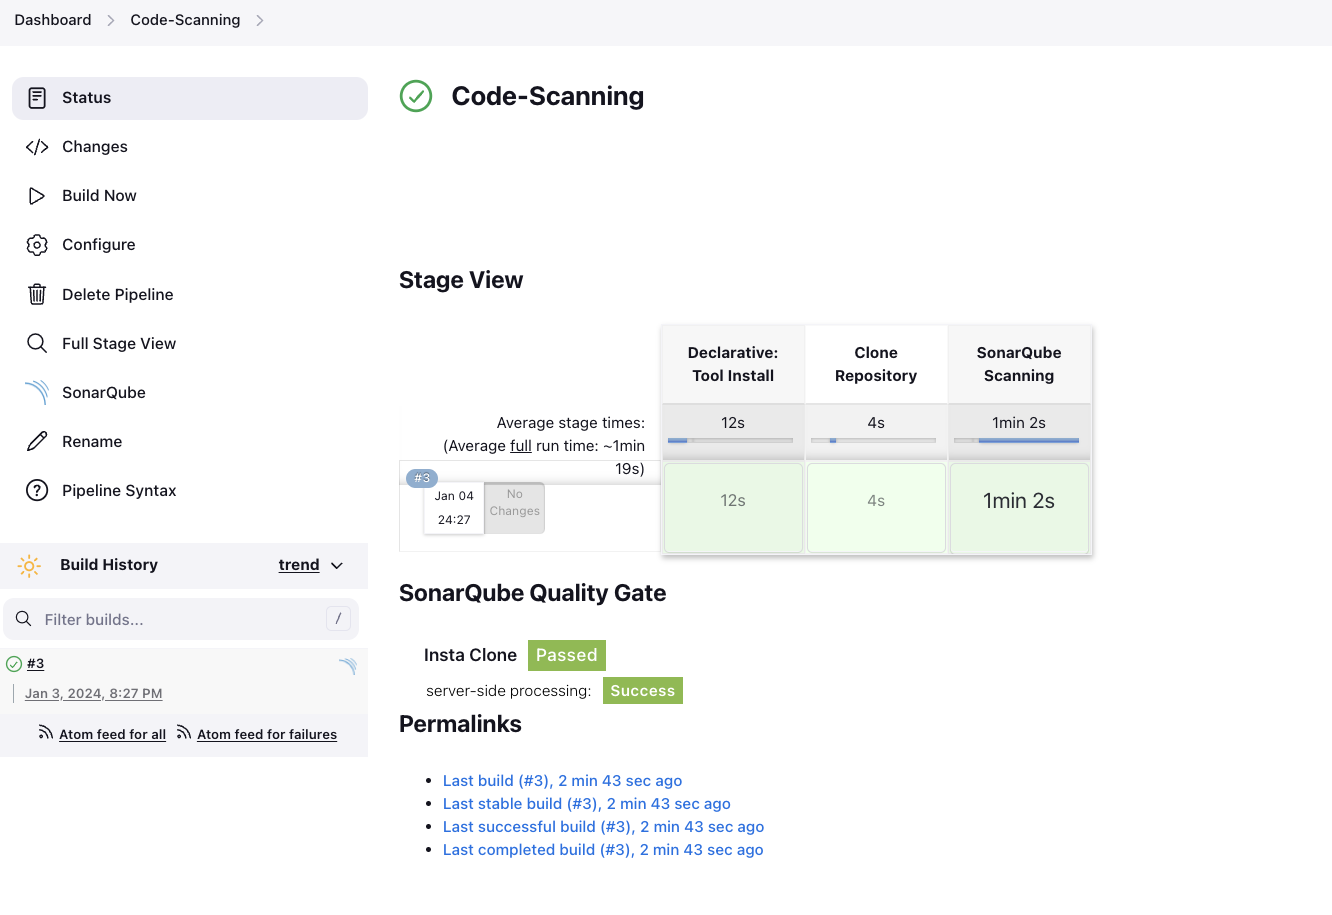 Dashboard
Code-Scanning
Status
Changes
Build Now
Configure
Delete Pipeline
Full Stage View
SonarQube
Rename
Pipeline Syntax
Build History
trend
Filter builds...
/
#3
Jan 3, 2024, 8:27 PM
Atom feed for all
Atom feed for failures
Code-Scanning
Stage View
Declarative:
Tool Install
Clone
Repository
SonarQube
Scanning
Average stage times:
(Average full run time: ~1min
19s)
12s
4s
1min 2s
#3
Jan 04
24:27
No
Changes
12s
4s
1min 2s
SonarQube Quality Gate
Insta Clone Passed
server-side processing: Success
Permalinks
Last build (#3), 2 min 43 sec ago
Last stable build (#3), 2 min 43 sec ago
Last successful build (#3), 2 min 43 sec ago
Last completed build (#3), 2 min 43 sec ago